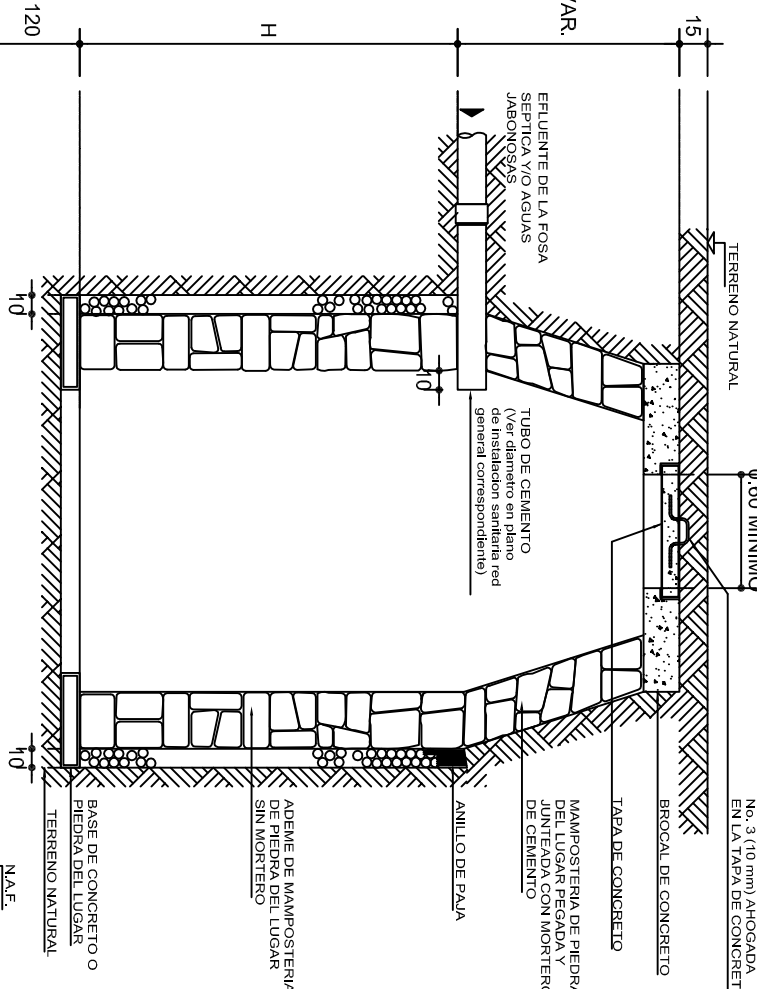 15
VAR.
H
120
TERRENO NATURAL
EFLUENTE DE LA FOSA
SEPTICA Y/O AGUAS
JABONOSAS
0.60 MINIMO
10
10
10
TUBO DE CEMENTO
(Ver diametro en plano
de instalacion sanitaria red
general correspondiente)
No. 3 (10 mm) AHOGADA
EN LA TAPA DE CONCRET
BROCAL DE CONCRETO
TAPA DE CONCRETO
MAMPOSTERIA DE PIEDRA
DEL LUGAR PEGADA Y
JUNTEADA CON MORTERO
DE CEMENTO
ANILLO DE PAJA
ADEME DE MAMPOSTERIA
DE PIEDRA DEL LUGAR
SIN MORTERO
BASE DE CONCRETO O
PIEDRA DEL LUGAR
TERRENO NATURAL
N.A.F.